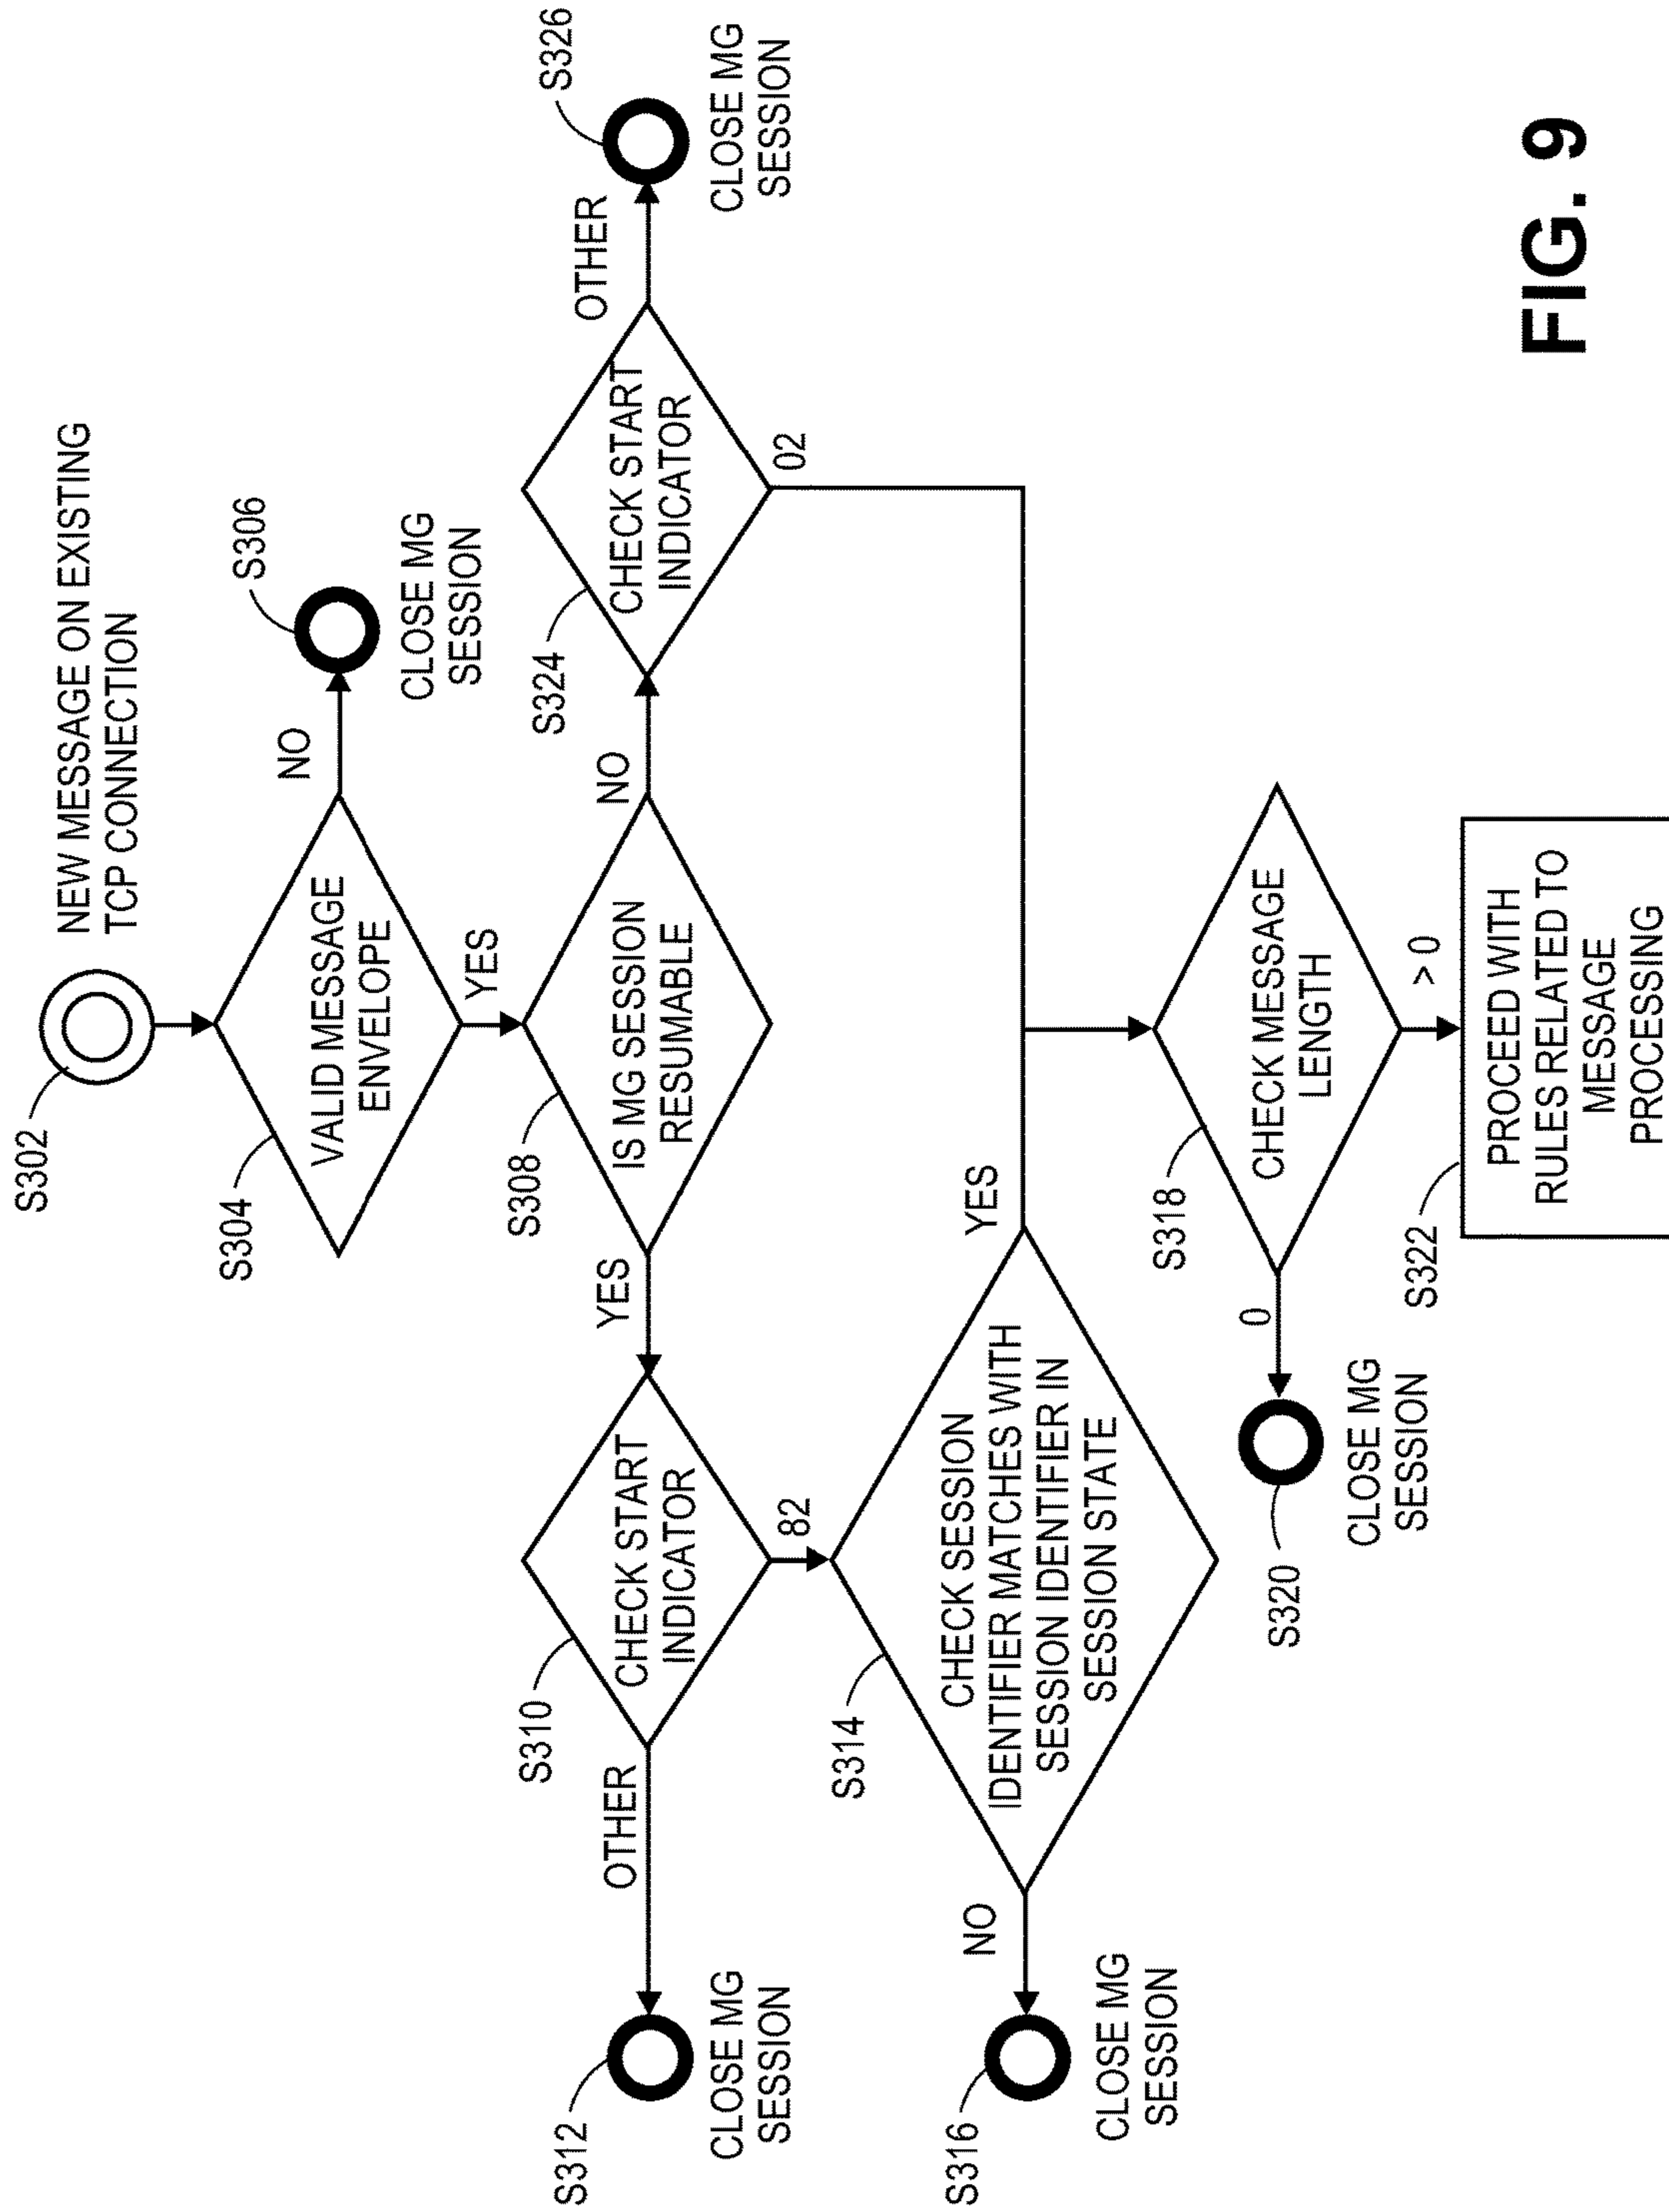 S302
NEW MESSAGE ON EXISTING
TCP CONNECTION
S304
VALID MESSAGE
ENVELOPE
NO
S306
CLOSE MG
SESSION
YES
S308
IS MG SESSION
RESUMABLE
YES
NO
S310
CHECK START
INDICATOR
OTHER
S312
CLOSE MG
SESSION
82
S324
CHECK START
INDICATOR
OTHER
S326
CLOSE MG
SESSION
02
S314
CHECK SESSION
IDENTIFIER MATCHES WITH
SESSION IDENTIFIER IN
SESSION STATE
NO
S316
CLOSE MG
SESSION
YES
S318
CHECK MESSAGE
LENGTH
0
S320
CLOSE MG
SESSION
> 0
S322
PROCEED WITH
RULES RELATED TO
MESSAGE
PROCESSING
FIG. 9